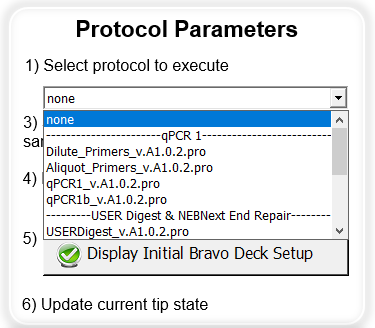 Protocol Parameters
1) Select protocol to execute
none
none
3)
-----------------------qPCR 1-----------------------
sa
Dilute_Primers_v.A1.0.2.pro
Aliquot_Primers_v.A1.0.2.pro
4)
qPCR1_v.A1.0.2.pro
qPCR1b_v.A1.0.2.pro
---------USER Digest & NEBNext End Repair--------
USERDigest_v.A1.0.2.pro
5)
Display Initial Bravo Deck Setup
6) Update current tip state